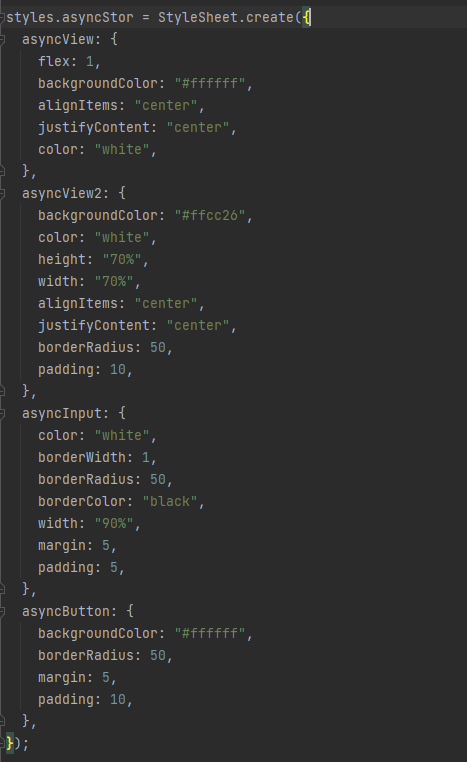 styles.asyncStor = StyleSheet.create({
  asyncView: {
    flex: 1,
    backgroundColor: "#ffffff",
    alignItems: "center",
    justifyContent: "center",
    color: "white",
  },
  asyncView2: {
    backgroundColor: "#ffcc26",
    color: "white",
    height: "70%",
    width: "70%",
    alignItems: "center",
    justifyContent: "center",
    borderRadius: 50,
    padding: 10,
  },
  asyncInput: {
    color: "white",
    borderWidth: 1,
    borderRadius: 50,
    borderColor: "black",
    width: "90%",
    margin: 5,
    padding: 5,
  },
  asyncButton: {
    backgroundColor: "#ffffff",
    borderRadius: 50,
    margin: 5,
    padding: 10,
  },
});